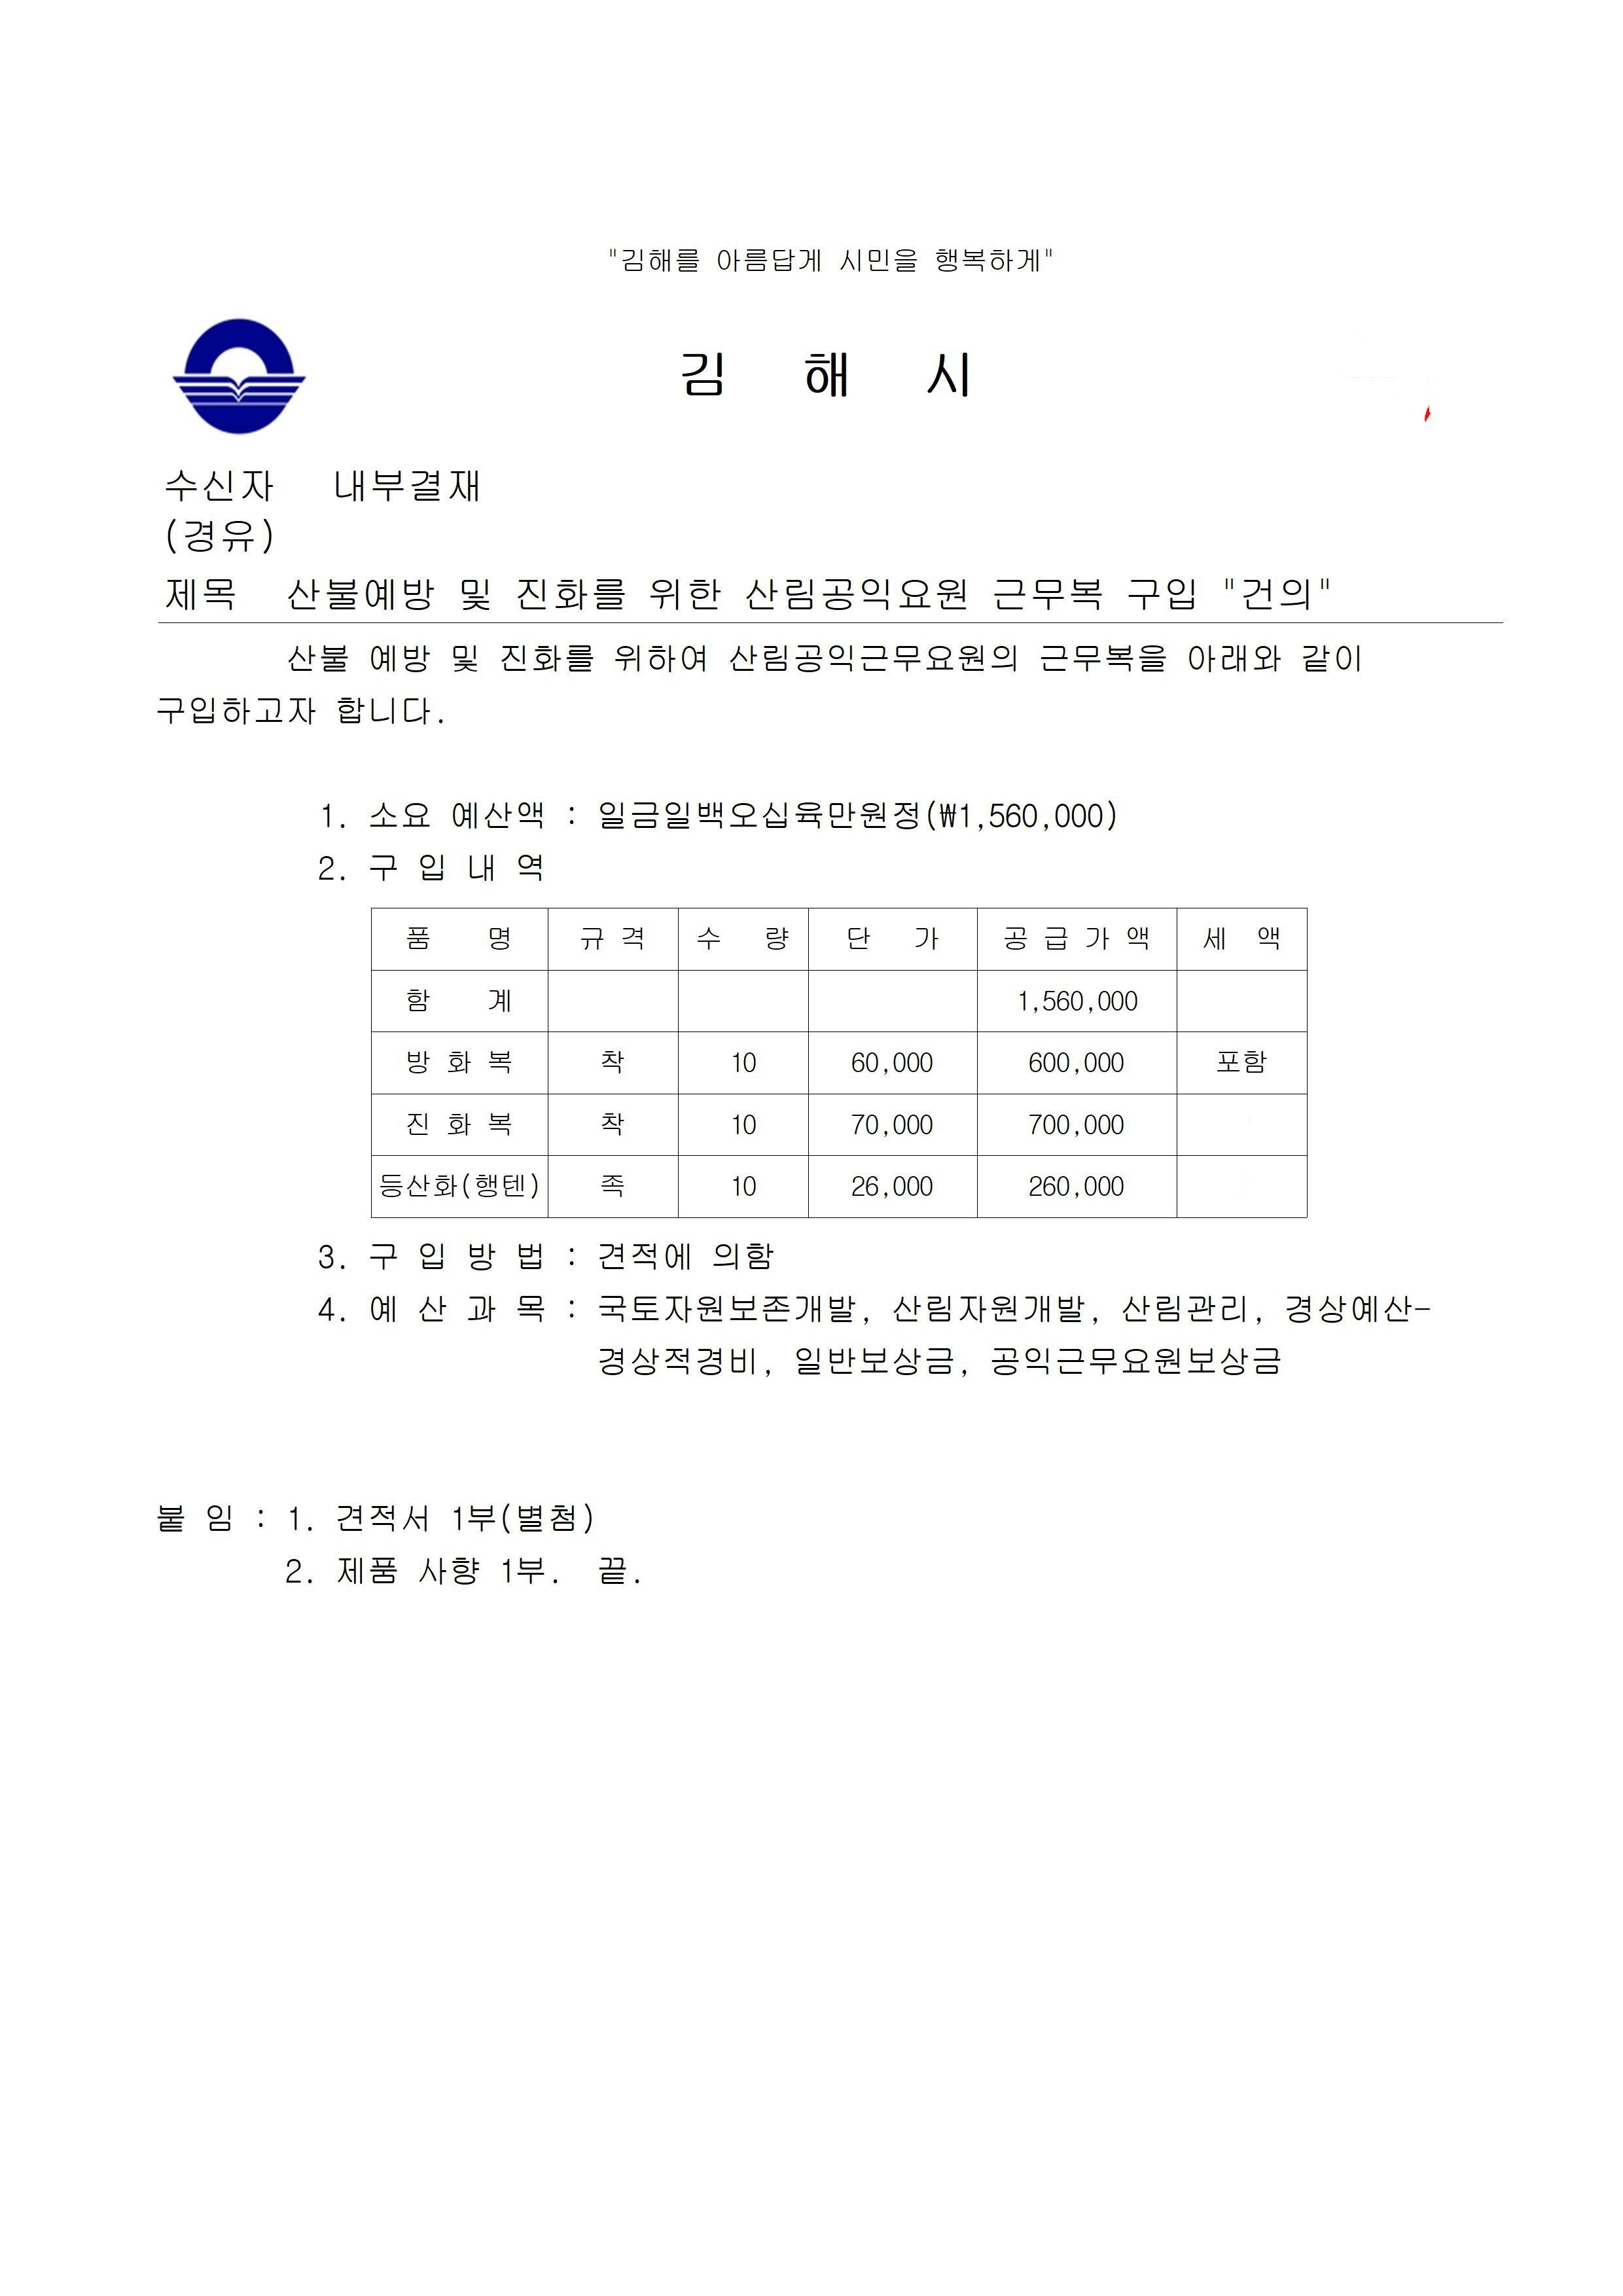 "김해를 아름답게 시민을 행복하게"
김 해 시
수신자 내부결재
(경유)
제목 산불예방 및 진화를 위한 산림공익요원 근무복 구입 "건의"
산불 예방 및 진화를 위하여 산림공익근무요원의 근무복을 아래와 같이
구입하고자 합니다.
1. 소요 예산액 : 일금일백오십육만원정(₩1,560,000)
2. 구 입 내 역
품 명 규 격 수 량 단 가 공 급 가 액 세 액
함 계 1,560,000
방 화 복 착 10 60,000 600,000 포함
진 화 복 착 10 70,000 700,000
등산화(행텐) 족 10 26,000 260,000
3. 구 입 방 법 : 견적에 의함
4. 예 산 과 목 : 국토자원보존개발, 산림자원개발, 산림관리, 경상예산-
경상적경비, 일반보상금, 공익근무요원보상금
붙 임 : 1. 견적서 1부(별첨)
2. 제품 사향 1부. 끝.